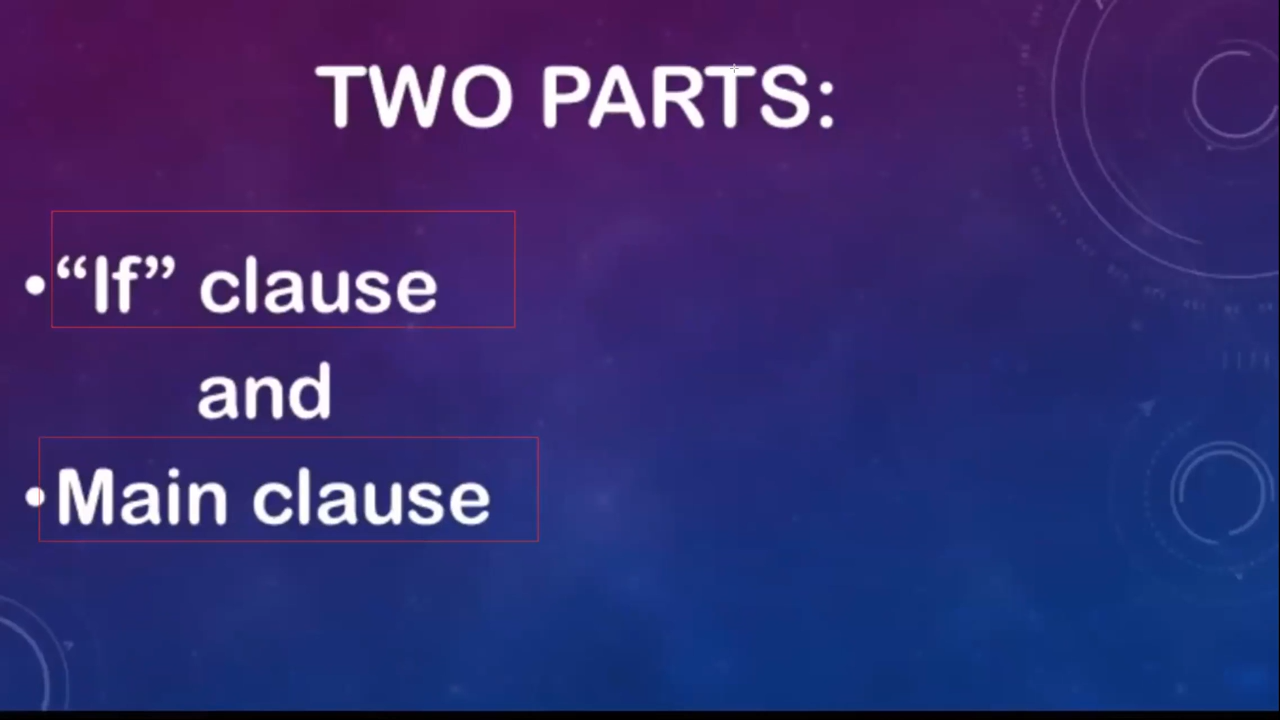 TWO PARTS:
• “If” clause
and
• Main clause